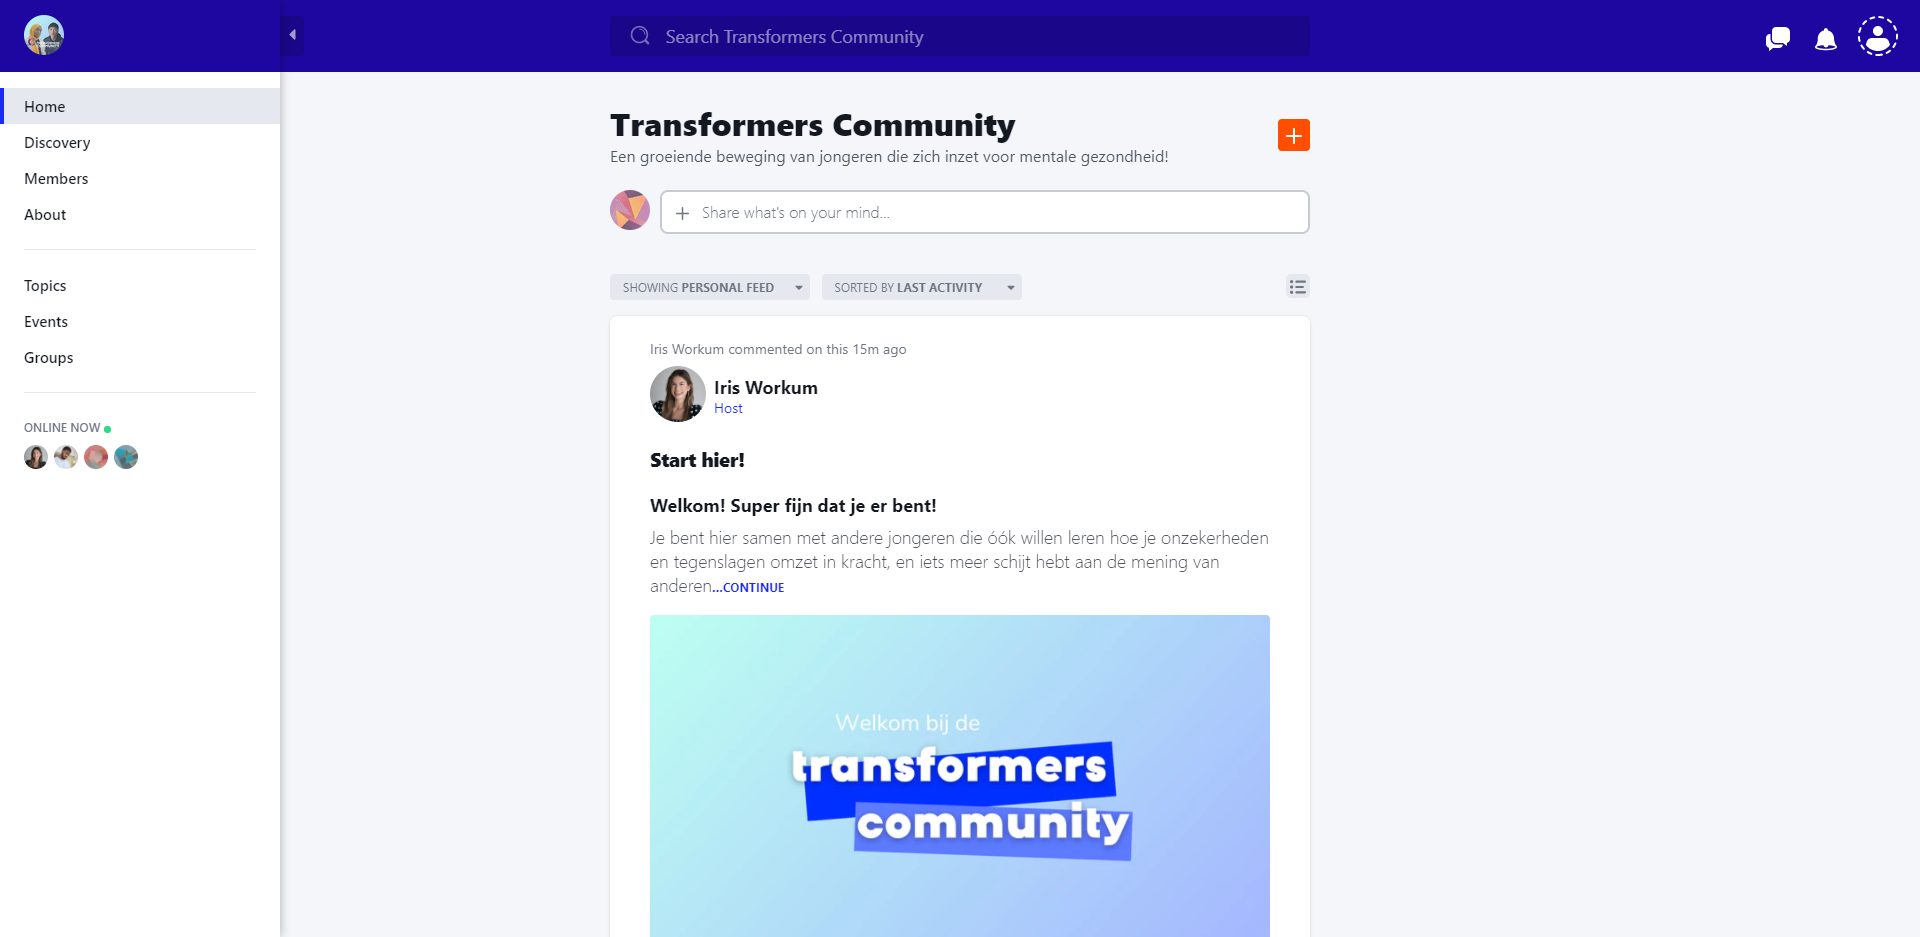 Search Transformers Community
Home
Discovery
Members
About
Topics
Events
Groups
ONLINE NOW
Transformers Community
Een groeiende beweging van jongeren die zich inzet voor mentale gezondheid!
Share what's on your mind...
SHOWING PERSONAL FEED
SORTED BY LAST ACTIVITY
Iris Workum commented on this 15m ago
Iris Workum
Host
Start hier!
Welkom! Super fijn dat je er bent!
Je bent hier samen met andere jongeren die óók willen leren hoe je onzekerheden
en tegenslagen omzet in kracht, en iets meer schijt hebt aan de mening van
anderen...CONTINUE
Welkom bij de
transformers
community